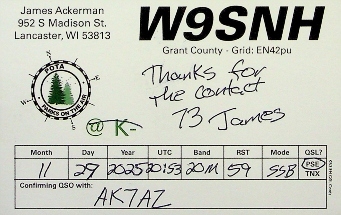 James Ackerman
952 S Madison St.
Lancaster, WI 53813
W9SNH
Grant County - Grid: EN42pu
N
POTA
PARKS ON THE AIR
W
E
S
Thanks for
the contact
73 James
@ K-
Month Day Year UTC Band RST Mode QSL?
11 29 2025 2053 20M 59 SSB PSE TNX
Confirming QSO with:
AK7AZ